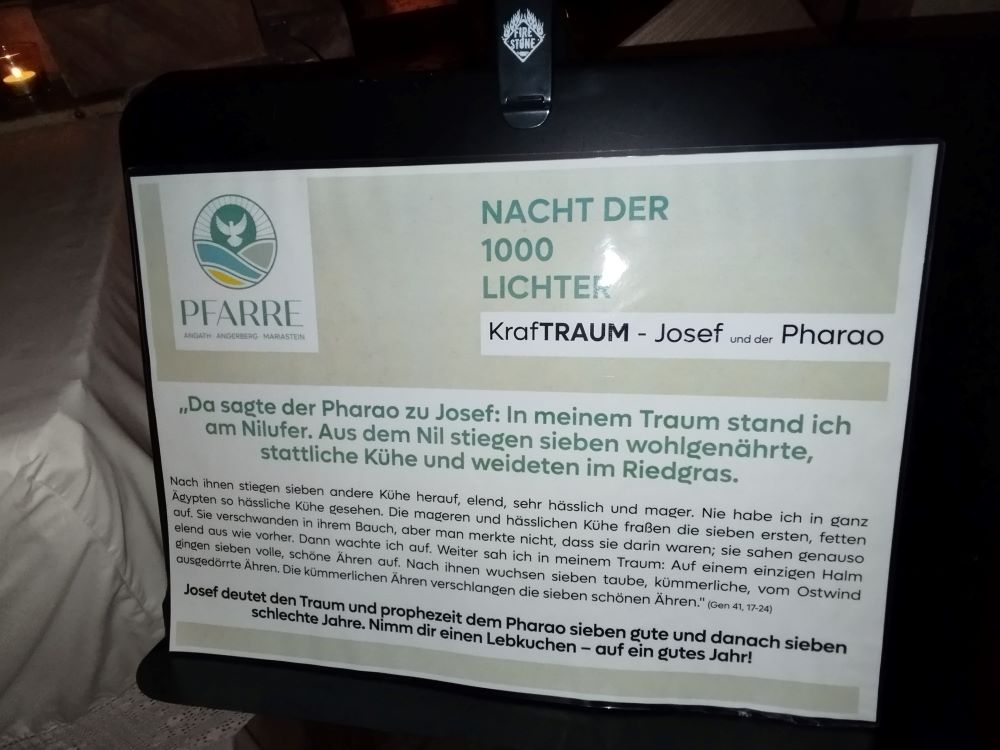 FIRE
STONE
PFARRE
ANGATH · ANGERBERG · MARIASTEIN
NACHT DER
1000
LICHTER
KrafTRAUM - Josef und der Pharao
„Da sagte der Pharao zu Josef: In meinem Traum stand ich
am Nilufer. Aus dem Nil stiegen sieben wohlgenährte,
stattliche Kühe und weideten im Riedgras.
Nach ihnen stiegen sieben andere Kühe herauf, elend, sehr hässlich und mager. Nie habe ich in ganz
Ägypten so hässliche Kühe gesehen. Die mageren und hässlichen Kühe fraßen die sieben ersten, fetten
auf. Sie verschwanden in ihrem Bauch, aber man merkte nicht, dass sie darin waren; sie sahen genauso
elend aus wie vorher. Dann wachte ich auf. Weiter sah ich in meinem Traum: Auf einem einzigen Halm
gingen sieben volle, schöne Ähren auf. Nach ihnen wuchsen sieben taube, kümmerliche, vom Ostwind
ausgedörrte Ähren. Die kümmerlichen Ähren verschlangen die sieben schönen Ähren." (Gen 41, 17-24)
Josef deutet den Traum und prophezeit dem Pharao sieben gute und danach sieben
schlechte Jahre. Nimm dir einen Lebkuchen – auf ein gutes Jahr!